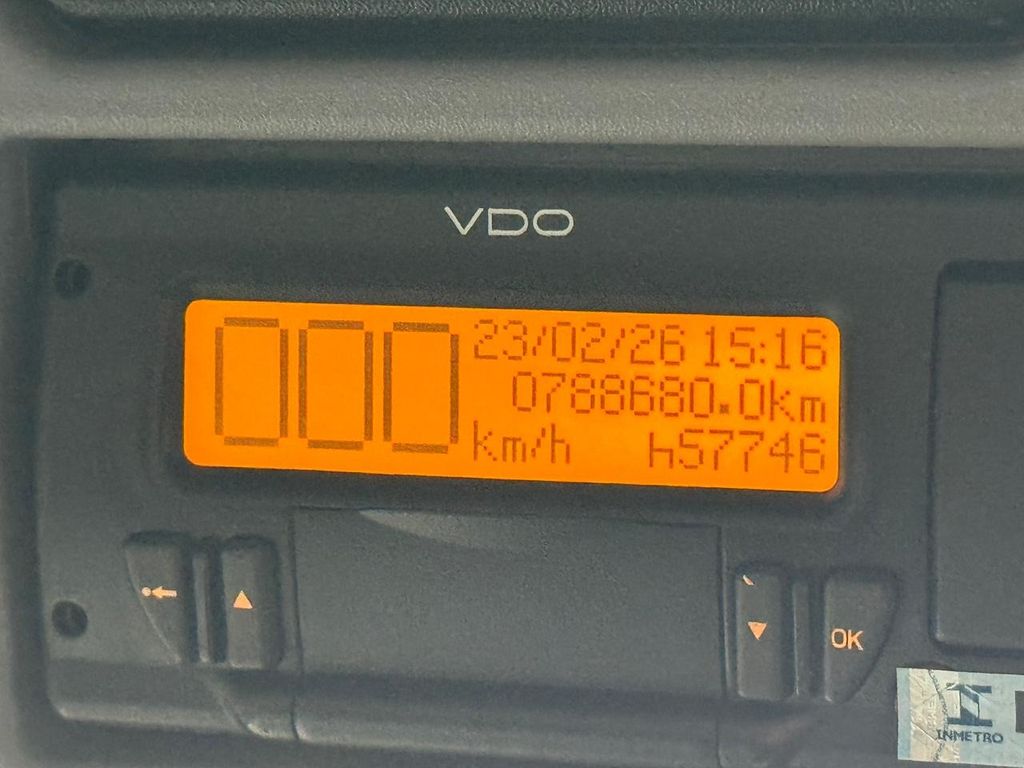 VDO
000 23/02/26 15:16
0788680.0km
km/h h57746
OK
INMETRO